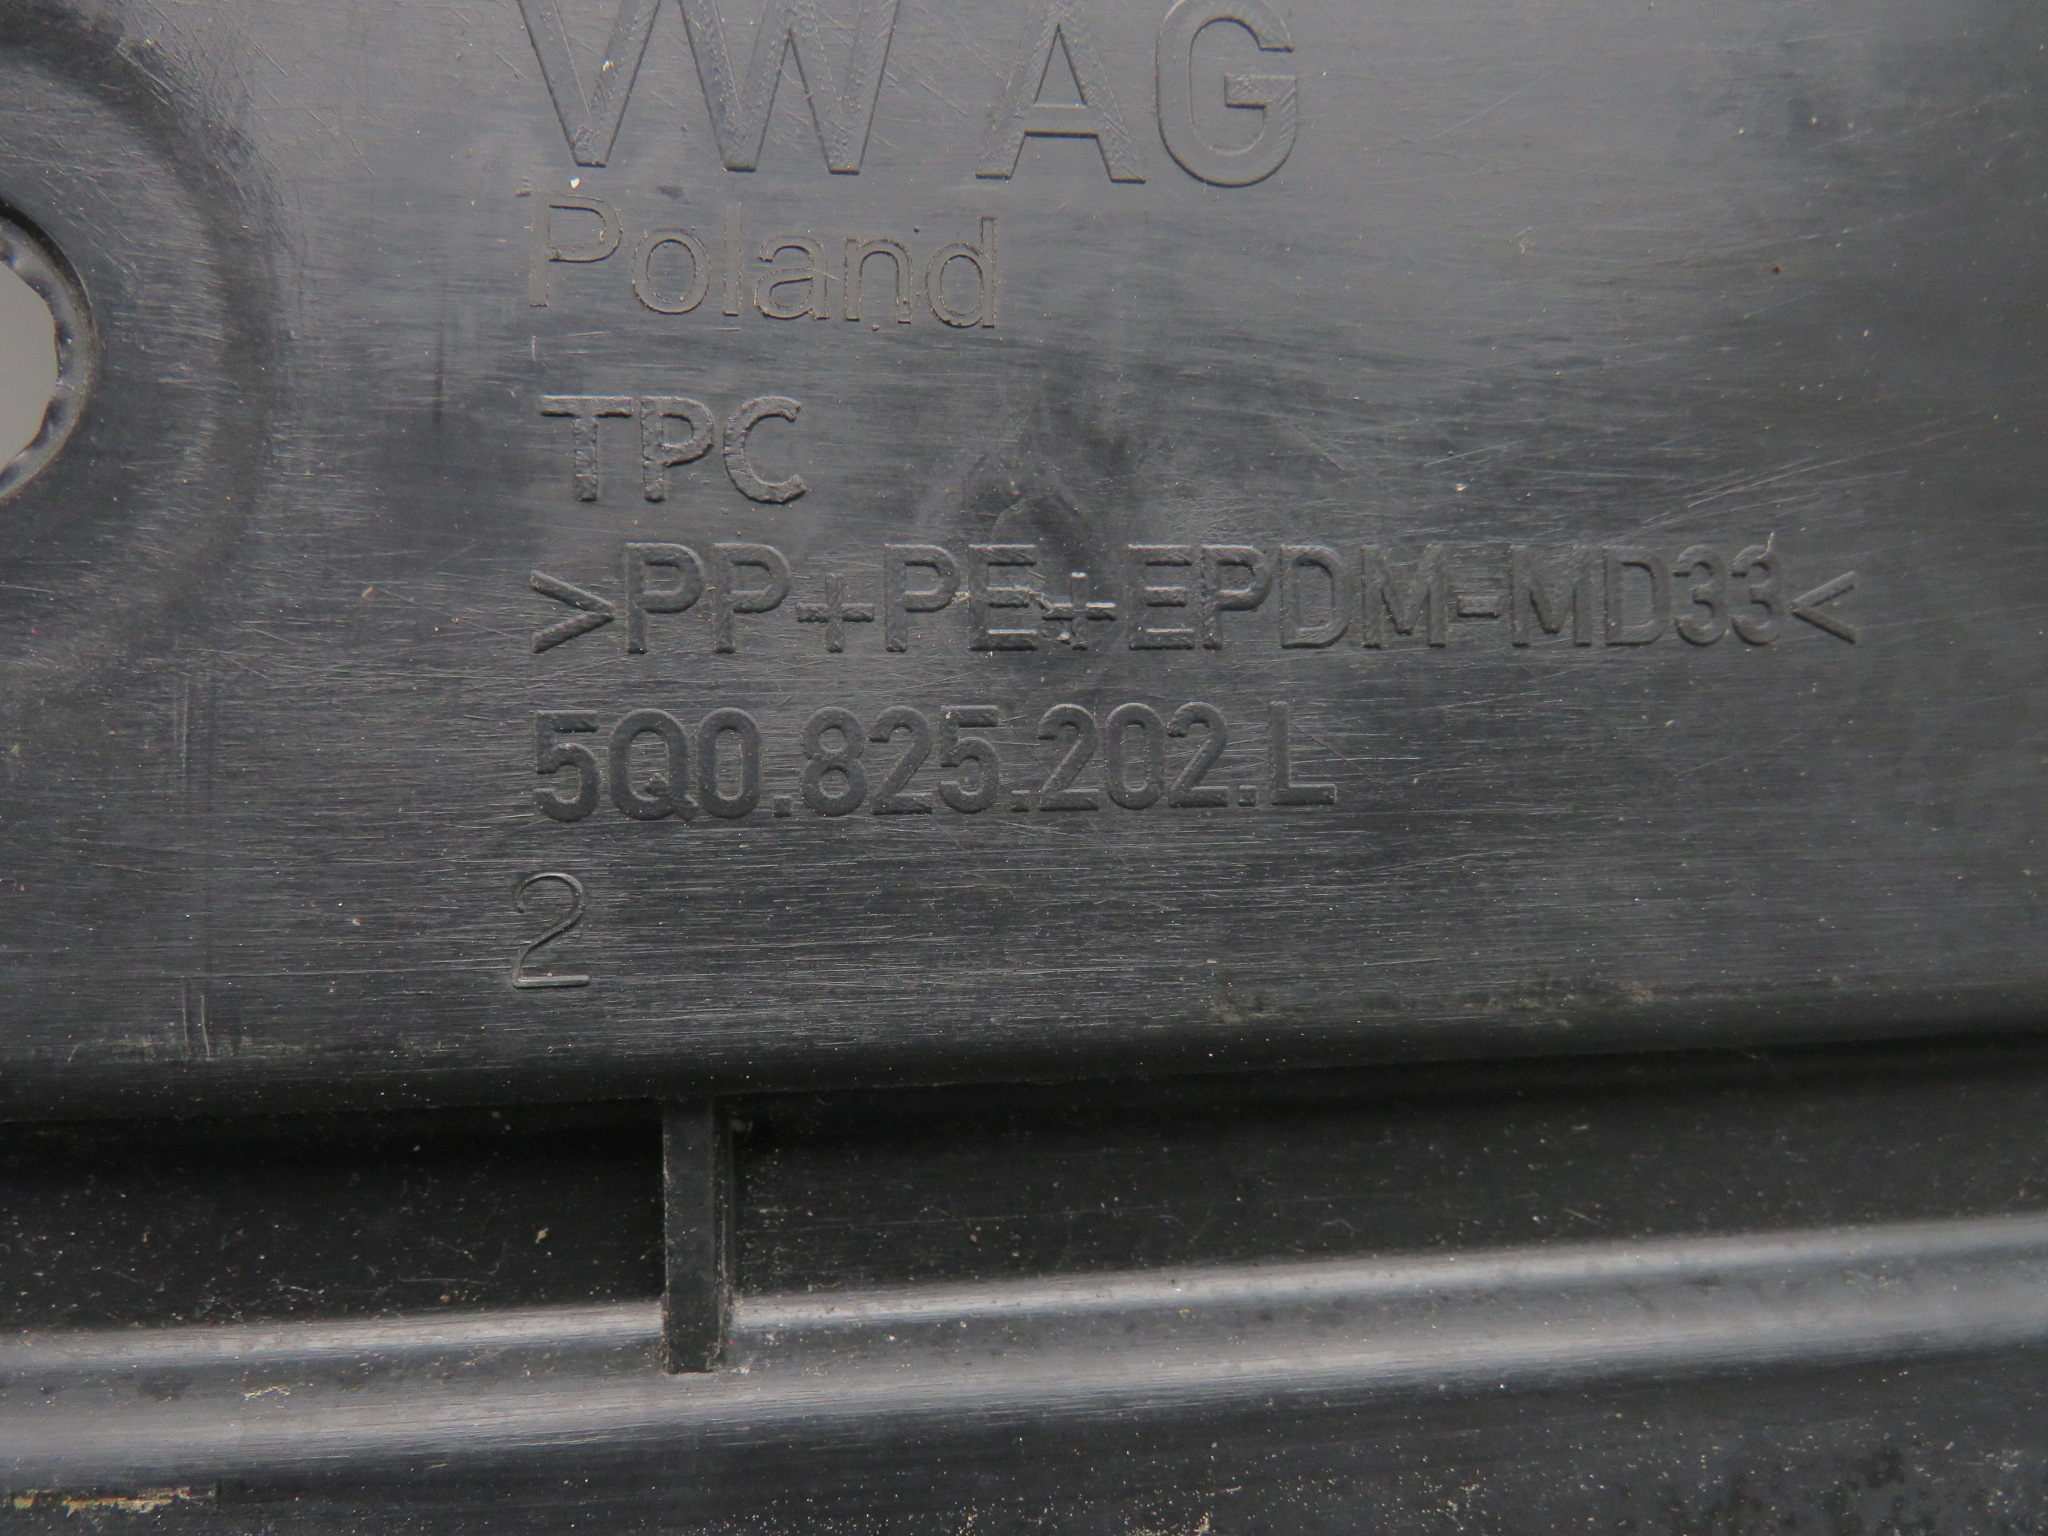 VW AG
Poland
TPC
>PP+PE+EPDM-MD33<
5Q0.825.202.L
2